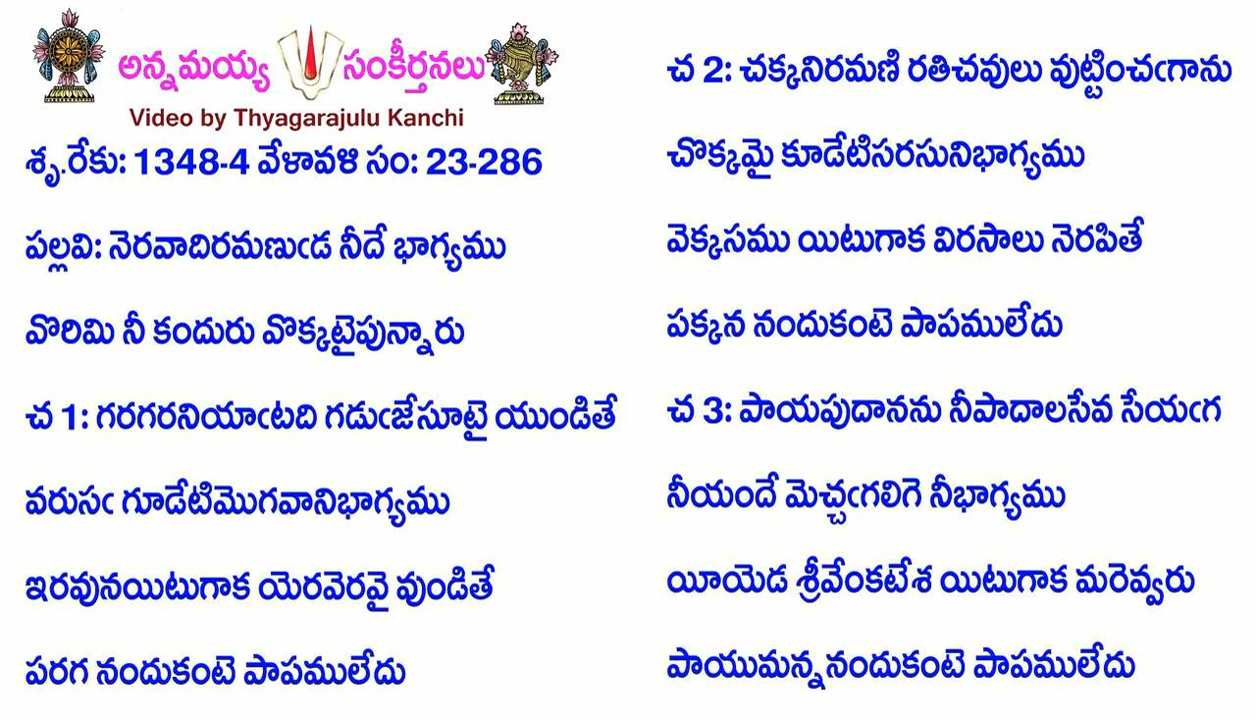 అన్నమయ్య సంకీర్తనలు
Video by Thyagarajulu Kanchi
శృ.రేకు: 1348-4 వేళావళి సం: 23-286
పల్లవి: నెరవాదిరమణుఁడ నీదే భాగ్యము
వొరిమి నీ కందురు వొక్కటైపున్నారు
చ 1: గరగరనియాఁటది గడుఁజేసూటై యుండితే
వరుసఁ గూడేటిమొగవానిభాగ్యము
ఇరవునయిటుగాక యెరవెరవై వుండితే
పరగ నందుకంటె పాపములేదు
చ 2: చక్కనిరమణి రతిచవులు వుట్టించఁగాను
చొక్కమై కూడేటిసరసునిభాగ్యము
వెక్కసము యిటుగాక విరసాలు నెరపితే
పక్కన నందుకంటె పాపములేదు
చ 3: పాయపుదానను నీపాదాలసేవ సేయఁగ
నీయందే మెచ్చఁగలిగె నీభాగ్యము
యీయెడ శ్రీవేంకటేశ యిటుగాక మరెవ్వరు
పాయుమన్ననందుకంటె పాపములేదు